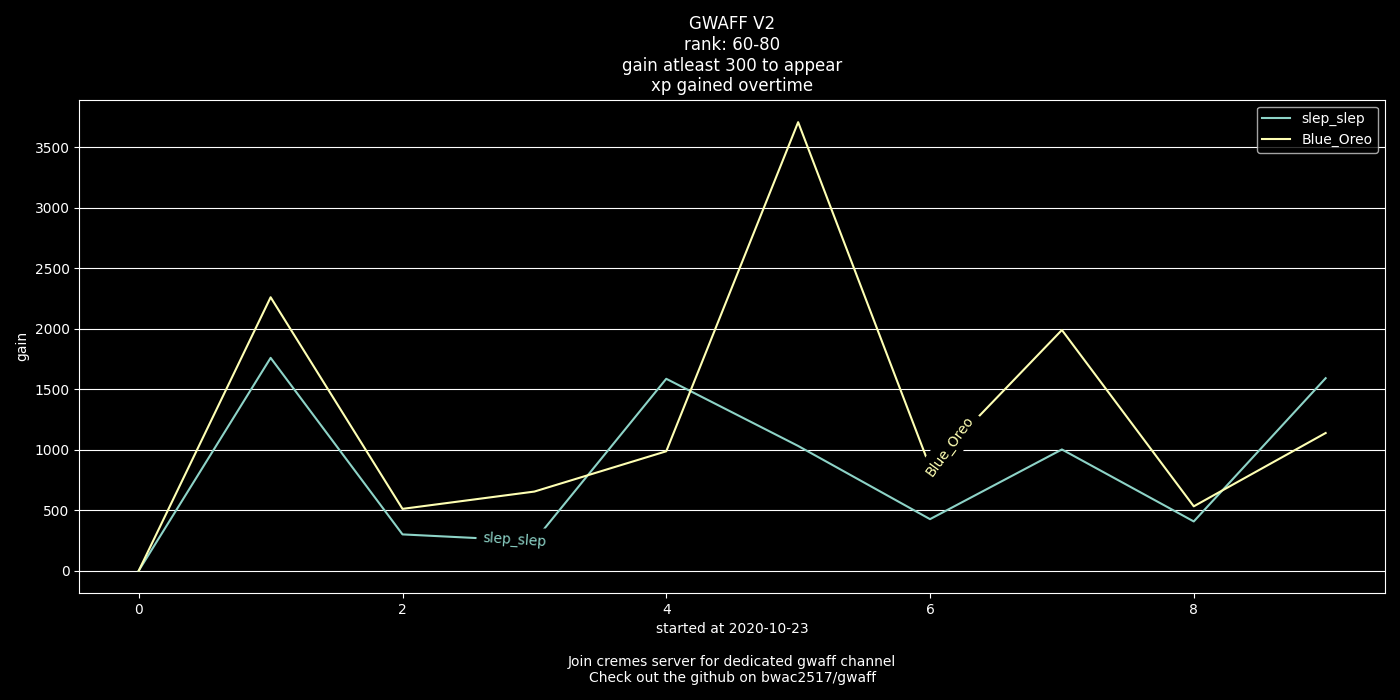 GWAFF V2
rank: 60-80
gain atleast 300 to appear
xp gained overtime
slep_slep
Blue_Oreo
3500
3000
2500
2000
1500
1000
500
0
gain
Blue_Oreo
slep_slep
0 2 4 6 8
started at 2020-10-23
Join cremes server for dedicated gwaff channel
Check out the github on bwac2517/gwaff